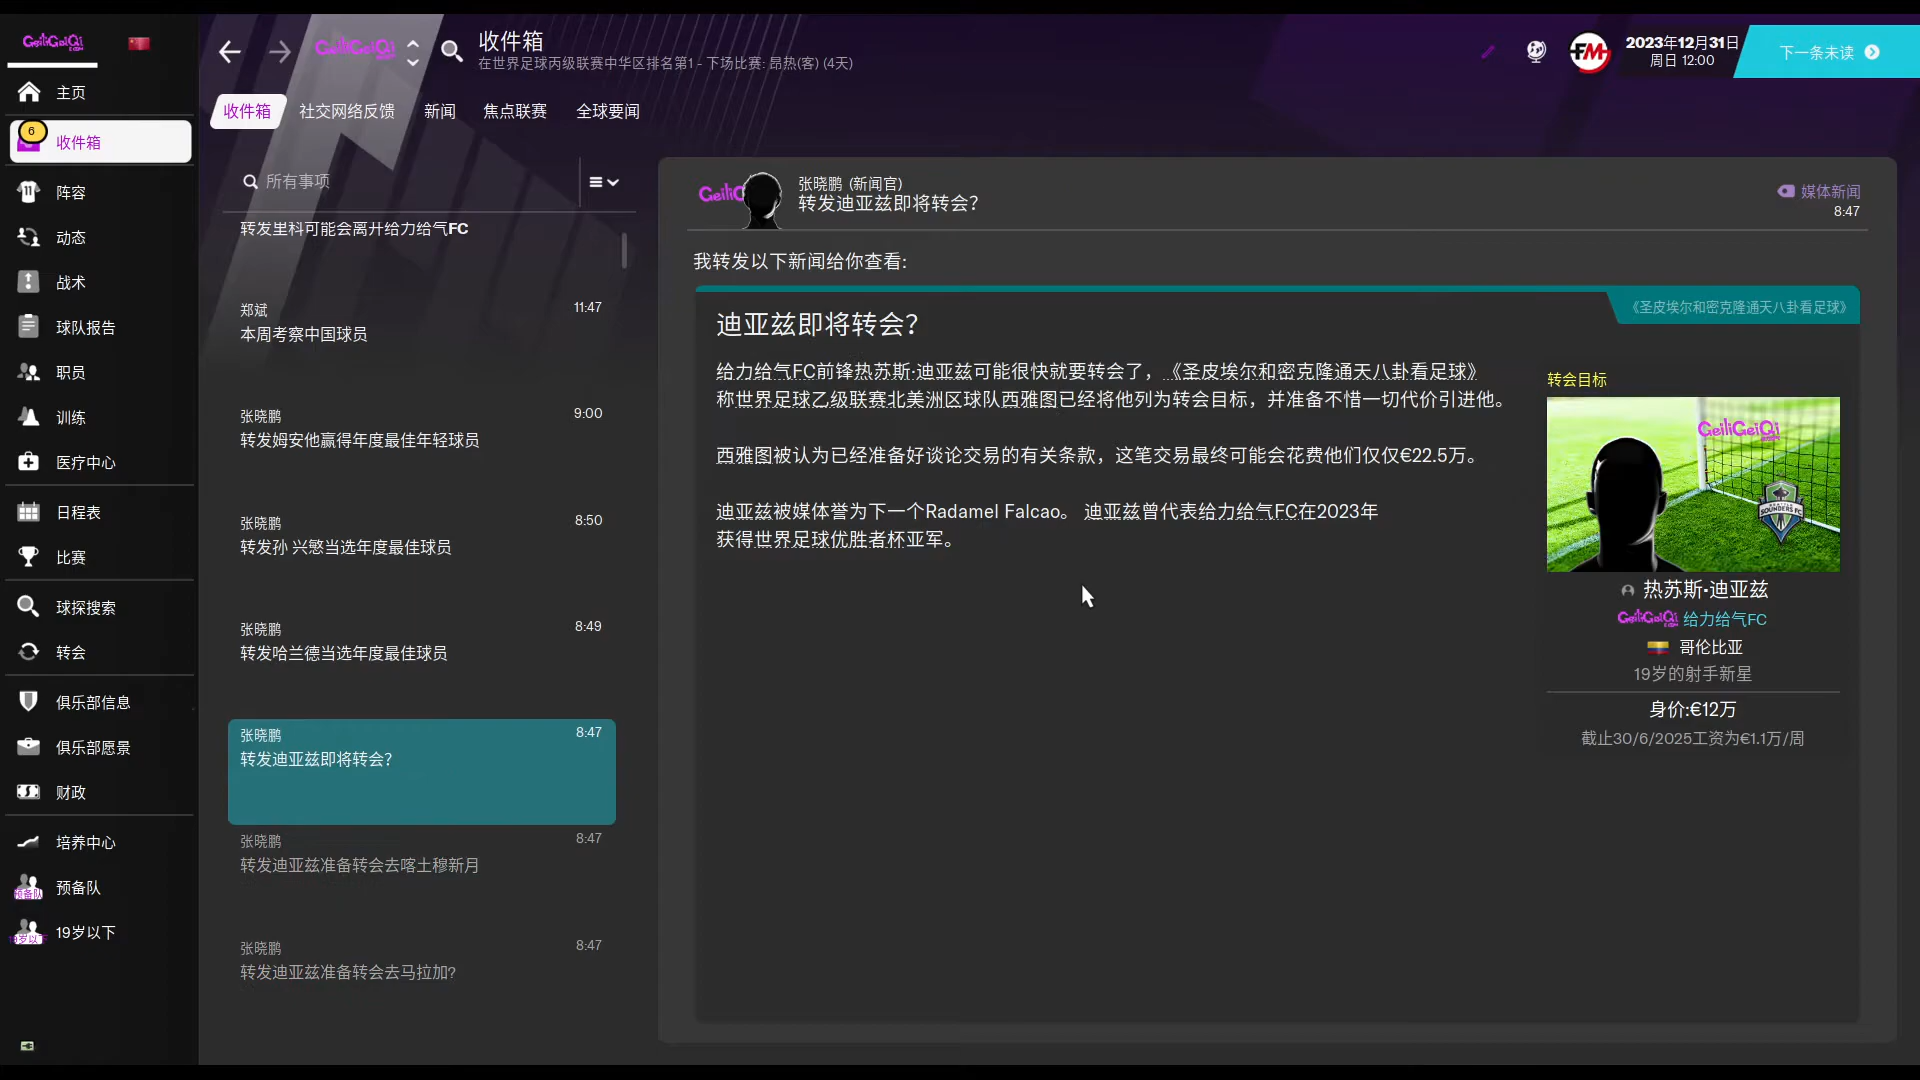 GeiliGeiQi
.com
主页
6
收件箱
阵容
动态
战术
球队报告
职员
训练
医疗中心
日程表
比赛
球探搜索
转会
俱乐部信息
俱乐部愿景
财政
培养中心
预备队
预备队
19岁以下
19岁以下
GeiliGeiQi
收件箱
在世界足球丙级联赛中华区排名第1 - 下场比赛: 昂热(客) (4天)
FM
2023年12月31日
周日 12:00
下一条未读
收件箱
社交网络反馈
新闻
焦点联赛
全球要闻
所有事项
转发里科可能会离开给力给气FC
郑斌
11:47
本周考察中国球员
张晓鹏
9:00
转发姆安他赢得年度最佳年轻球员
张晓鹏
8:50
转发孙 兴慜当选年度最佳球员
张晓鹏
8:49
转发哈兰德当选年度最佳球员
张晓鹏
8:47
转发迪亚兹即将转会?
张晓鹏
8:47
转发迪亚兹准备转会去喀土穆新月
张晓鹏
8:47
转发迪亚兹准备转会去马拉加?
张晓鹏 (新闻官)
转发迪亚兹即将转会?
媒体新闻
8:47
我转发以下新闻给你查看:
《圣皮埃尔和密克隆通天八卦看足球》
迪亚兹即将转会?
给力给气FC前锋热苏斯·迪亚兹可能很快就要转会了，《圣皮埃尔和密克隆通天八卦看足球》
称世界足球乙级联赛北美洲区球队西雅图已经将他列为转会目标，并准备不惜一切代价引进他。
西雅图被认为已经准备好谈论交易的有关条款，这笔交易最终可能会花费他们仅仅€22.5万。
迪亚兹被媒体誉为下一个Radamel Falcao。 迪亚兹曾代表给力给气FC在2023年
获得世界足球优胜者杯亚军。
转会目标
GeiliGeiQi
SOUNDERS FC
热苏斯·迪亚兹
GeiliGeiQi 给力给气FC
哥伦比亚
19岁的射手新星
身价:€12万
截止30/6/2025工资为€1.1万/周